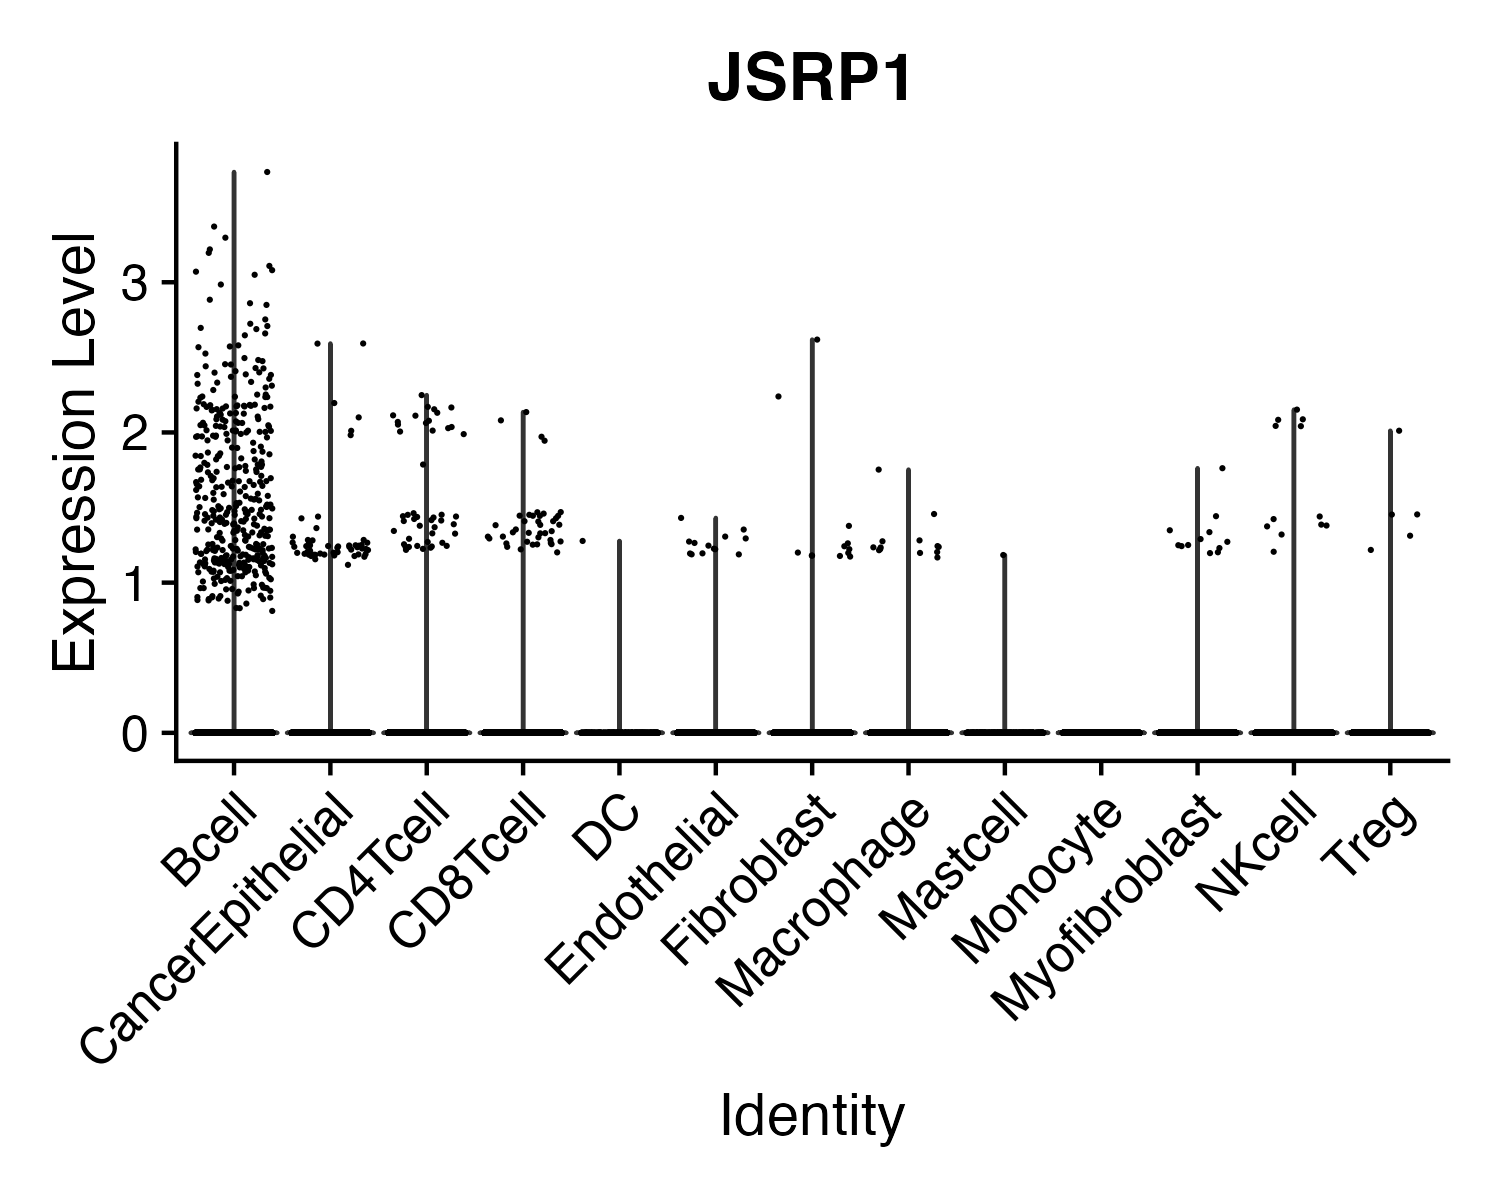 JSRP1
Expression Level
3
2
1
0
Bcell
CancerEpithelial
CD4Tcell
CD8Tcell
DC
Endothelial
Fibroblast
Macrophage
Mastcell
Monocyte
Myofibroblast
NKcell
Treg
Identity